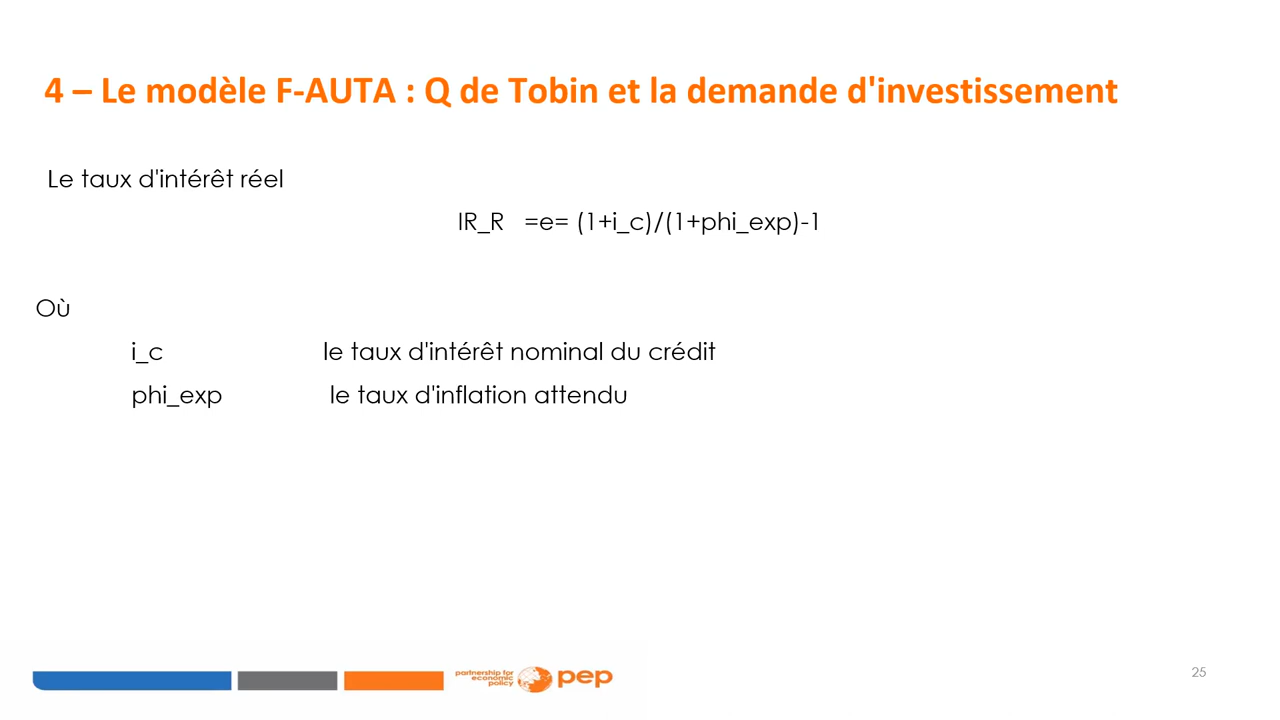 4 – Le modèle F-AUTA : Q de Tobin et la demande d'investissement
Le taux d'intérêt réel
IR_R =e= (1+i_c)/(1+phi_exp)-1
Où
i_c le taux d'intérêt nominal du crédit
phi_exp le taux d'inflation attendu
partnership for
economic
policy
pep
25